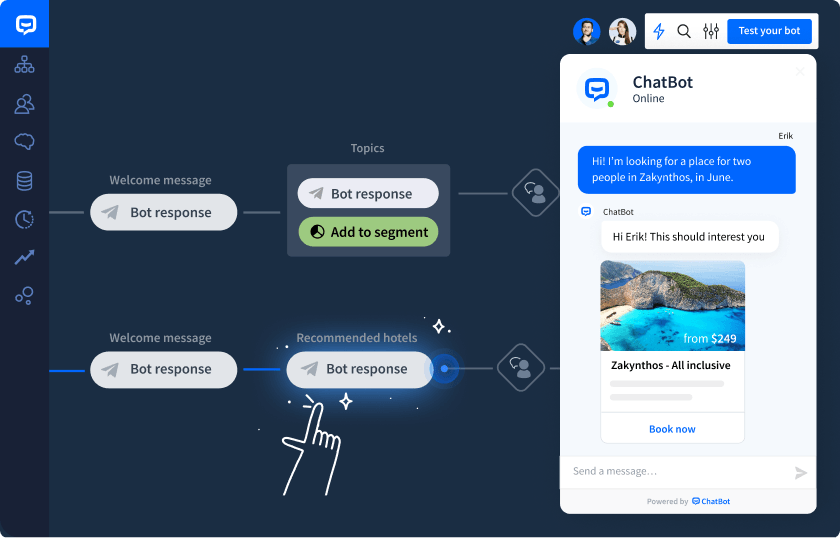 Test your bot
ChatBot
Online
Topics
Welcome message
Bot response
Bot response
Add to segment
Welcome message
Bot response
Recommended hotels
Bot response
Erik
Hi! I'm looking for a place for two
people in Zakynthos, in June.
ChatBot
Hi Erik! This should interest you
from $249
Zakynthos - All inclusive
Book now
Send a message...
Powered by ChatBot